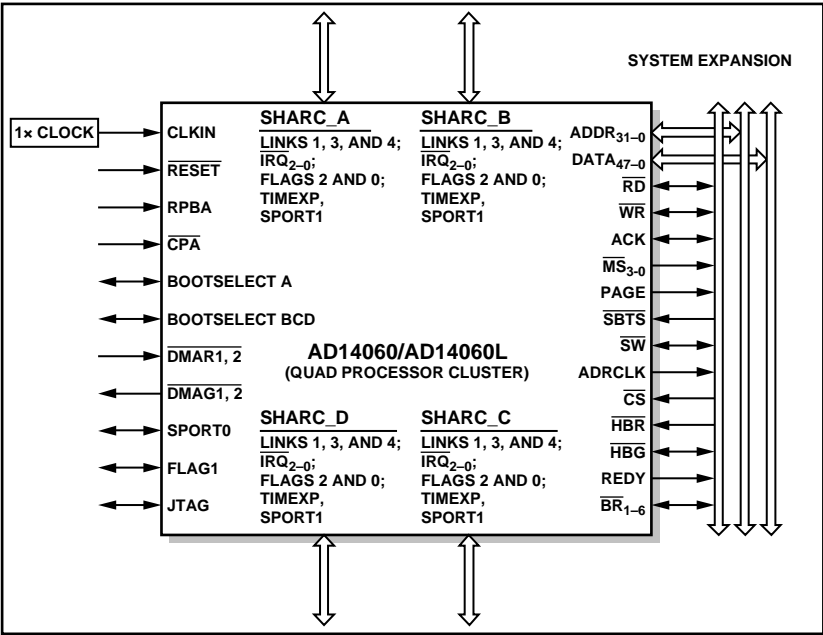 SYSTEM EXPANSION
1× CLOCK
CLKIN
RESET
RPBA
CPA
BOOTSELECT A
BOOTSELECT BCD
DMAR1, 2
DMAG1, 2
SPORT0
FLAG1
JTAG
SHARC_A
LINKS 1, 3, AND 4;
IRQ2–0;
FLAGS 2 AND 0;
TIMEXP,
SPORT1
SHARC_B
LINKS 1, 3, AND 4;
IRQ2–0;
FLAGS 2 AND 0;
TIMEXP,
SPORT1
AD14060/AD14060L
(QUAD PROCESSOR CLUSTER)
SHARC_D
LINKS 1, 3, AND 4;
IRQ2–0;
FLAGS 2 AND 0;
TIMEXP,
SPORT1
SHARC_C
LINKS 1, 3, AND 4;
IRQ2–0;
FLAGS 2 AND 0;
TIMEXP,
SPORT1
ADDR31–0
DATA47–0
RD
WR
ACK
MS3-0
PAGE
SBTS
SW
ADRCLK
CS
HBR
HBG
REDY
BR1–6